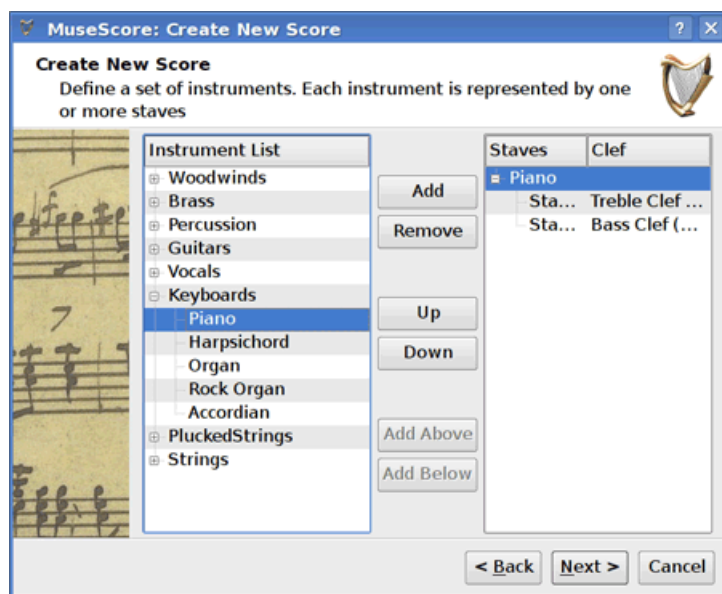 MuseScore: Create New Score
Create New Score
Define a set of instruments. Each instrument is represented by one
or more staves
Instrument List
Woodwinds
Brass
Percussion
Guitars
Vocals
Keyboards
Piano
Harpsichord
Organ
Rock Organ
Accordian
PluckedStrings
Strings
Add
Remove
Up
Down
Add Above
Add Below
Staves Clef
Piano
Sta... Treble Clef ...
Sta... Bass Clef (...
< Back Next > Cancel